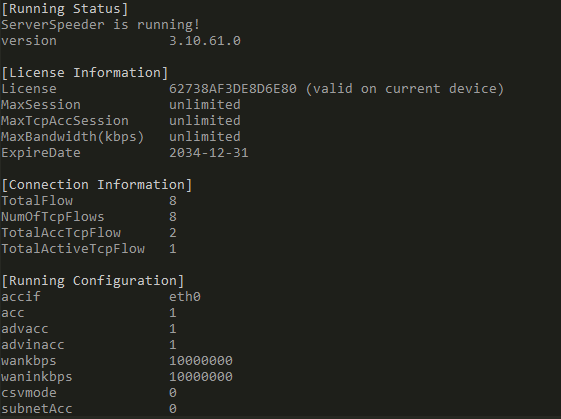 [Running Status]
ServerSpeeder is running!
version 3.10.61.0
[License Information]
License 62738AF3DE8D6E80 (valid on current device)
MaxSession unlimited
MaxTcpAccSession unlimited
MaxBandwidth(kbps) unlimited
ExpireDate 2034-12-31
[Connection Information]
TotalFlow 8
NumOfTcpFlows 8
TotalAccTcpFlow 2
TotalActiveTcpFlow 1
[Running Configuration]
accif eth0
acc 1
advacc 1
advinacc 1
wankbps 10000000
waninkbps 10000000
csvmode 0
subnetAcc 0